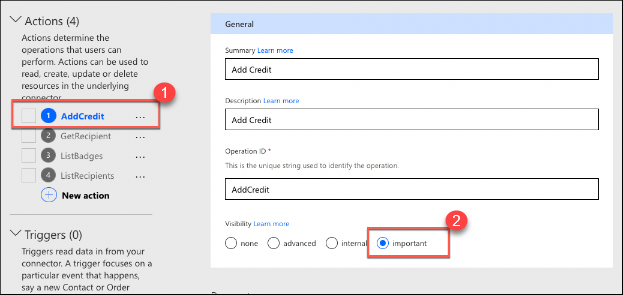 Actions (4)
Actions determine the
operations that users can
perform. Actions can be used to
read, create, update or delete
resources in the underlying
connector.
1
1 AddCredit ...
2 GetRecipient ...
3 ListBadges ...
4 ListRecipients ...
New action
Triggers (0)
Triggers read data in from your
connector. A trigger focuses on a
particular event that happens,
say a new Contact or Order
General
Summary Learn more
Add Credit
Description Learn more
Add Credit
Operation ID *
This is the unique string used to identify the operation.
AddCredit
Visibility Learn more
2
none advanced internal important